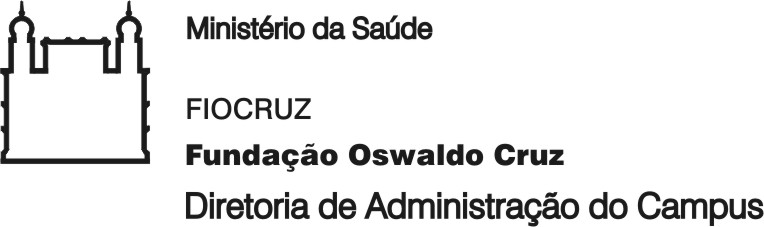 Ministério da Saúde
FIOCRUZ
Fundação Oswaldo Cruz
Diretoria de Administração do Campus